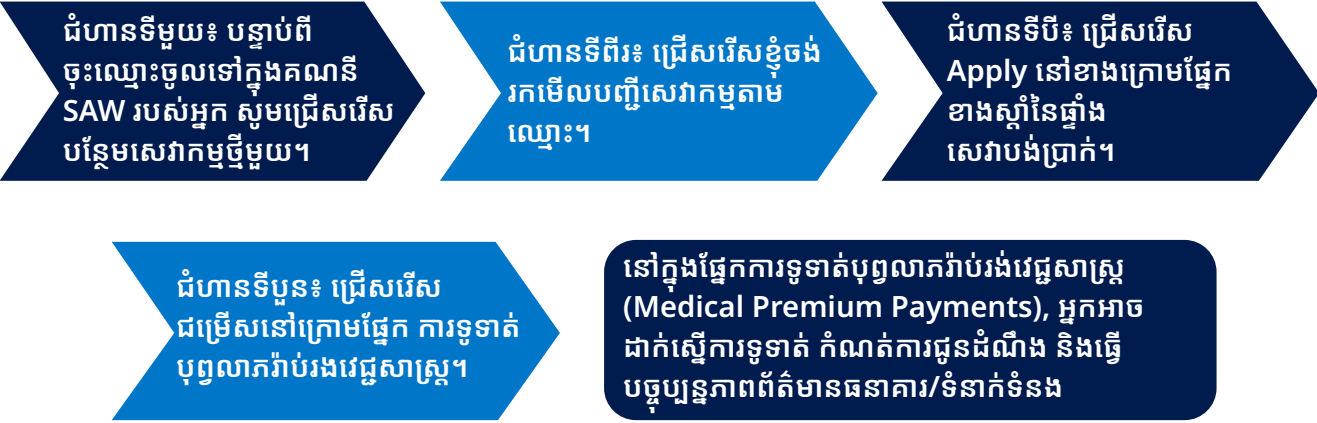 ជំហានទីមួយ៖ បន្ទាប់ពី
ចុះឈ្មោះចូលទៅក្នុងគណនី
SAW របស់អ្នក សូមជ្រើសរើស
បន្ថែមសេវាកម្មថ្មីមួយ។
ជំហានទីពីរ៖ ជ្រើសរើសខ្ញុំចង់
រកមើលបញ្ជីសេវាកម្មតាម
ឈ្មោះ។
ជំហានទីបី៖ ជ្រើសរើស
Apply នៅខាងក្រោមផ្នែក
ខាងស្តាំនៃផ្ទាំង
សេវាបង់ប្រាក់។
ជំហានទីបួន៖ ជ្រើសរើស
ជម្រើសនៅក្រោមផ្នែក ការទូទាត់
បុព្វលាភរ៉ាប់រងវេជ្ជសាស្ត្រ។
នៅក្នុងផ្នែកការទូទាត់បុព្វលាភរ៉ាប់រង់វេជ្ជសាស្ត្រ
(Medical Premium Payments), អ្នកអាច
ដាក់ស្នើការទូទាត់ កំណត់ការជូនដំណឹង និងធ្វើ
បច្ចុប្បន្នភាពព័ត៌មានធនាគារ/ទំនាក់ទំនង